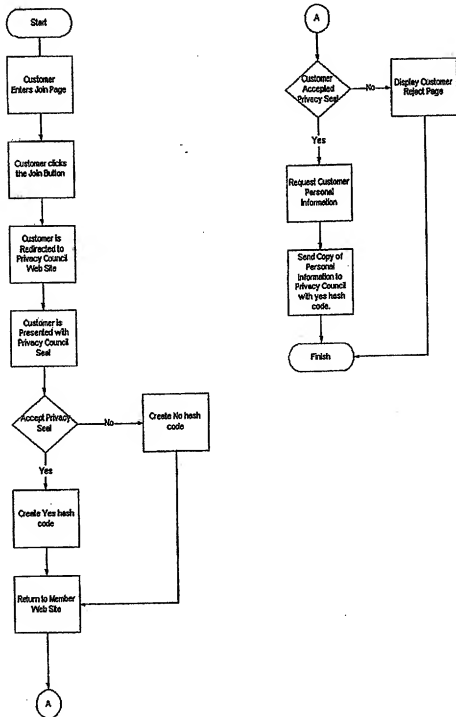 Start
Customer
Enters Join Page
Customer clicks
the Join Button
Customer is
Redirected to
Privacy Council
Web Site
Customer is
Presented with
Privacy Council
Seal
Accept Privacy
Seal
No
Create No hash
code
Yes
Create Yes hash
code
Return to Member
Web Site
A
A
Customer
Accepted
Privacy Seal
No
Display Customer
Reject Page
Yes
Request Customer
Personal
Information
Send Copy of
Personal
Information to
Privacy Council
with yes hash
code.
Finish